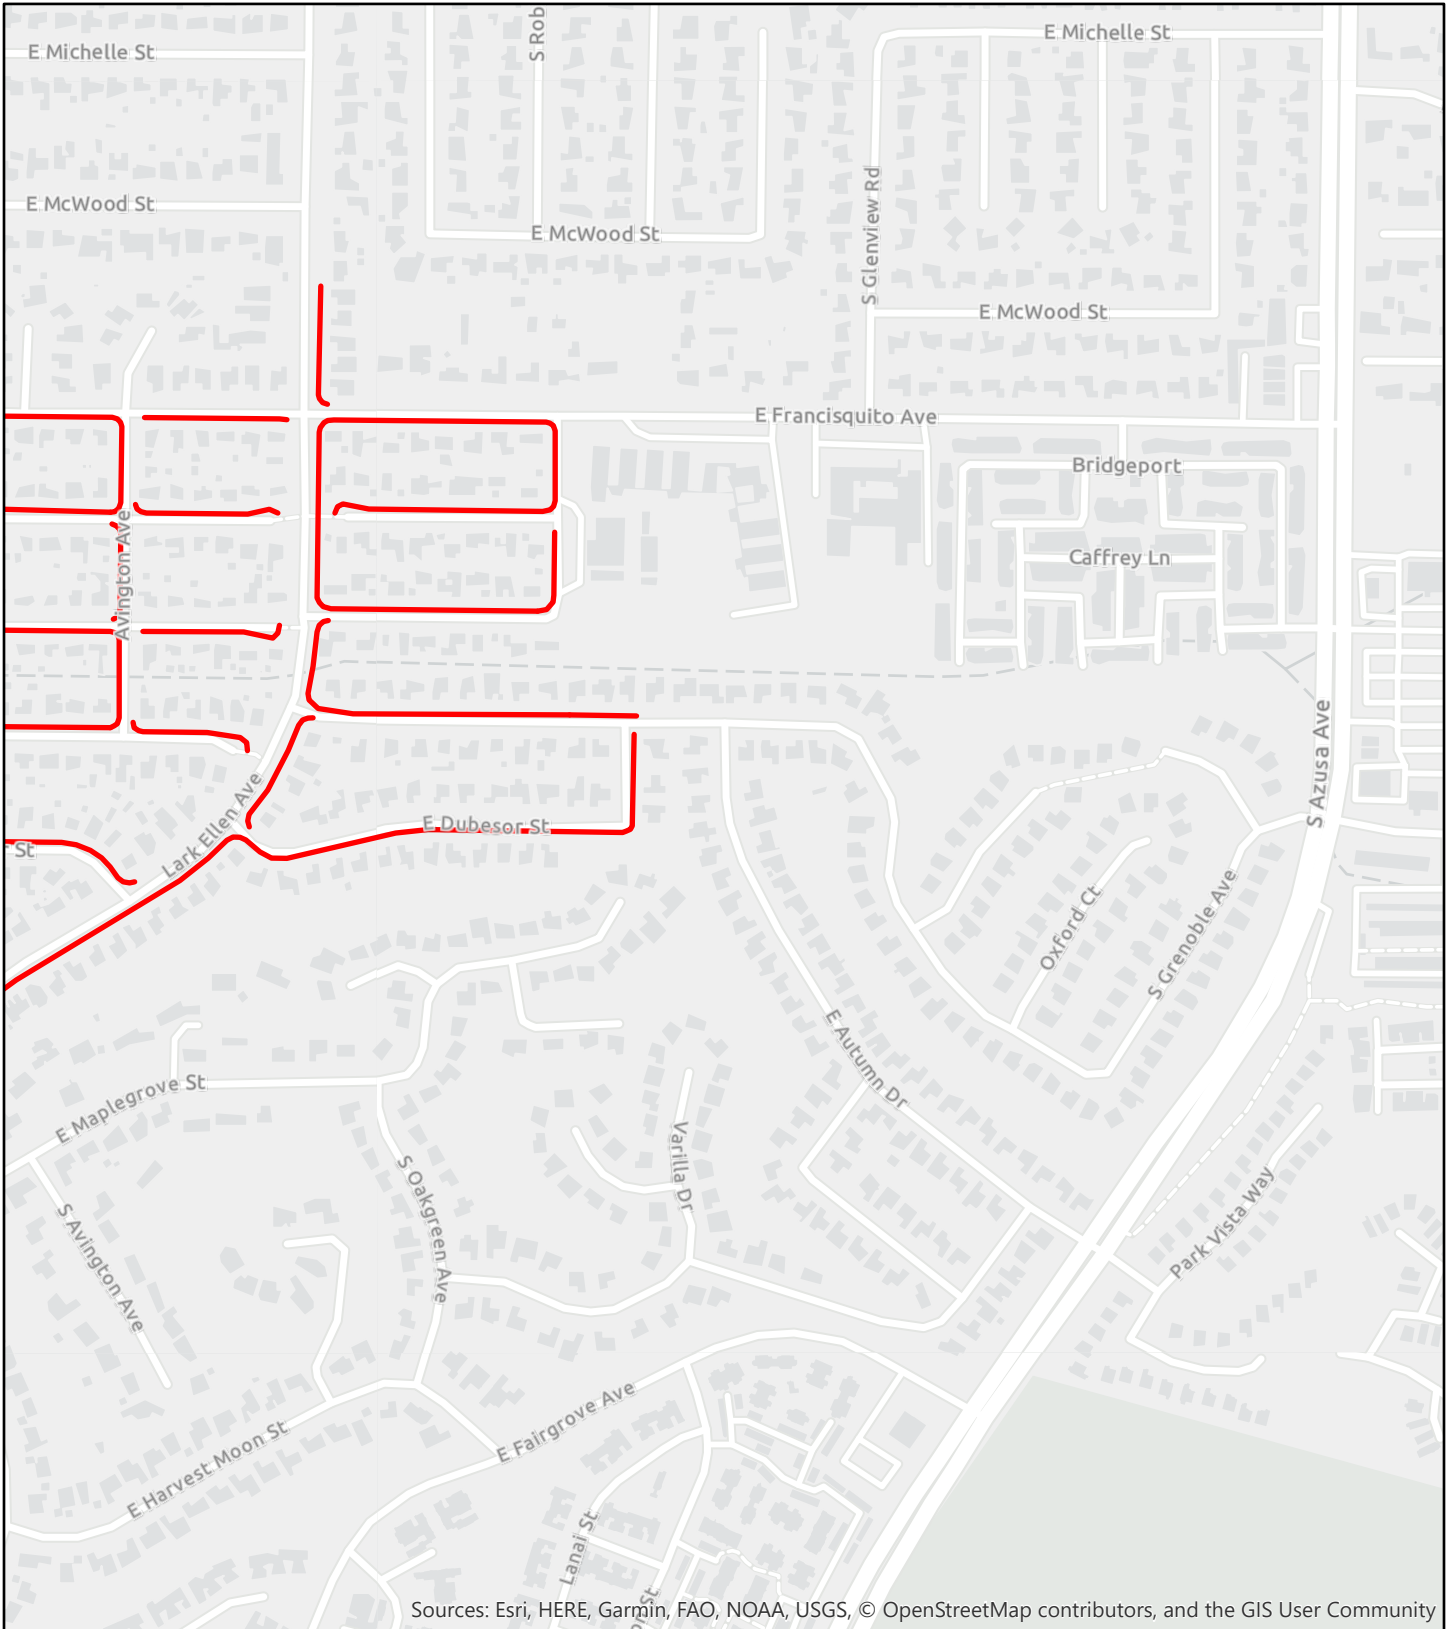 S Rob
E Michelle St
E Michelle St
E McWood St
E McWood St
S Glenview Rd
E McWood St
E Francisquito Ave
Bridgeport
Avington Ave
Caffrey Ln
S Azusa Ave
Lark Ellen Ave
E Dubesor St
St
Oxford Ct
S Grenoble Ave
E Autumn Dr
E Maplegrove St
Varilla Dr
S Oakgreen Ave
Park Vista Way
S Avington Ave
E Fairgrove Ave
E Harvest Moon St
Lanai St
on St
Sources: Esri, HERE, Garmin, FAO, NOAA, USGS, © OpenStreetMap contributors, and the GIS User Community